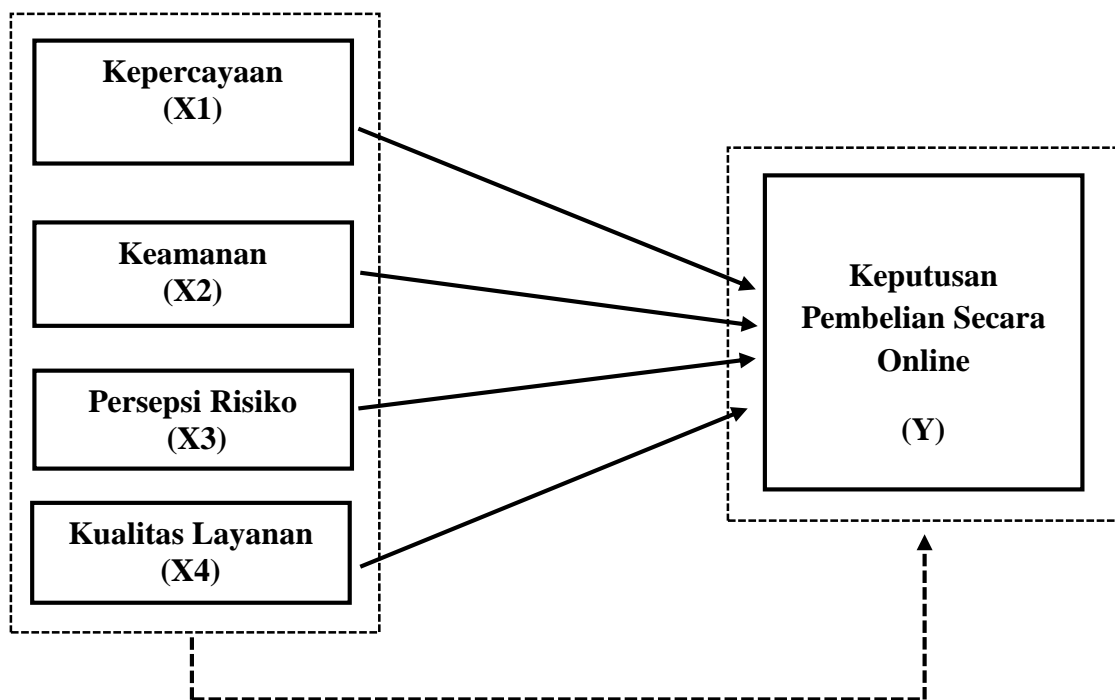 Kepercayaan
(X1)
Keamanan
(X2)
Persepsi Risiko
(X3)
Kualitas Layanan
(X4)
Keputusan
Pembelian Secara
Online
(Y)